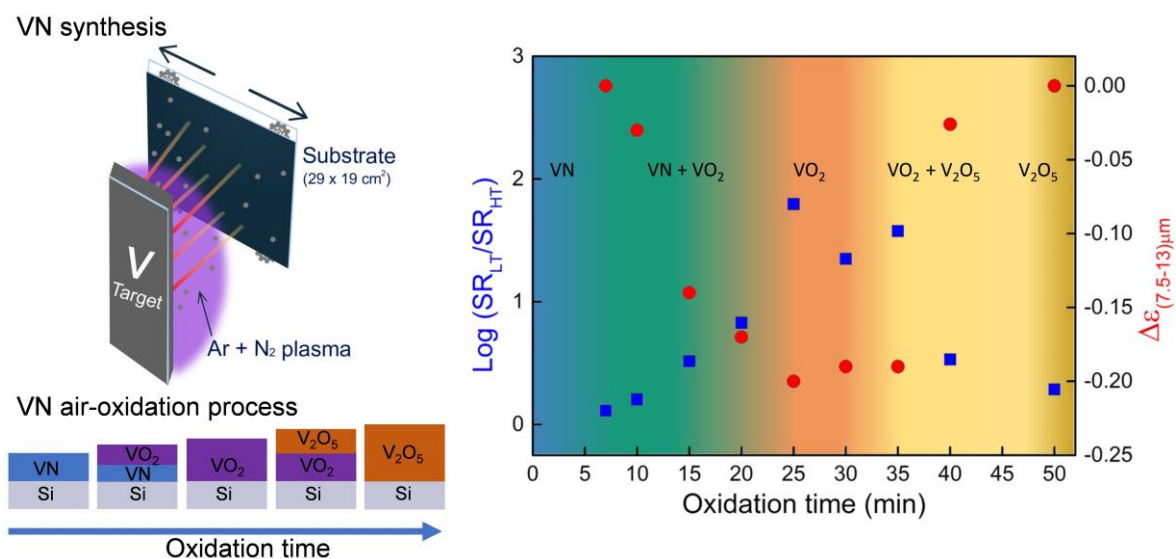 VN synthesis
Substrate
(29 x 19 cm²)
V
Target
Ar + N₂ plasma
VN air-oxidation process
VN
Si
VO₂
VN
Si
VO₂
Si
V₂O₅
VO₂
Si
V₂O₅
Si
Oxidation time
Log (SR_LT/SR_HT)
3
2
1
0
VN
VN + VO₂
VO₂
VO₂ + V₂O₅
V₂O₅
0.00
-0.05
-0.10
-0.15
-0.20
-0.25
Δε(7.5-13)μm
0 5 10 15 20 25 30 35 40 45 50
Oxidation time (min)